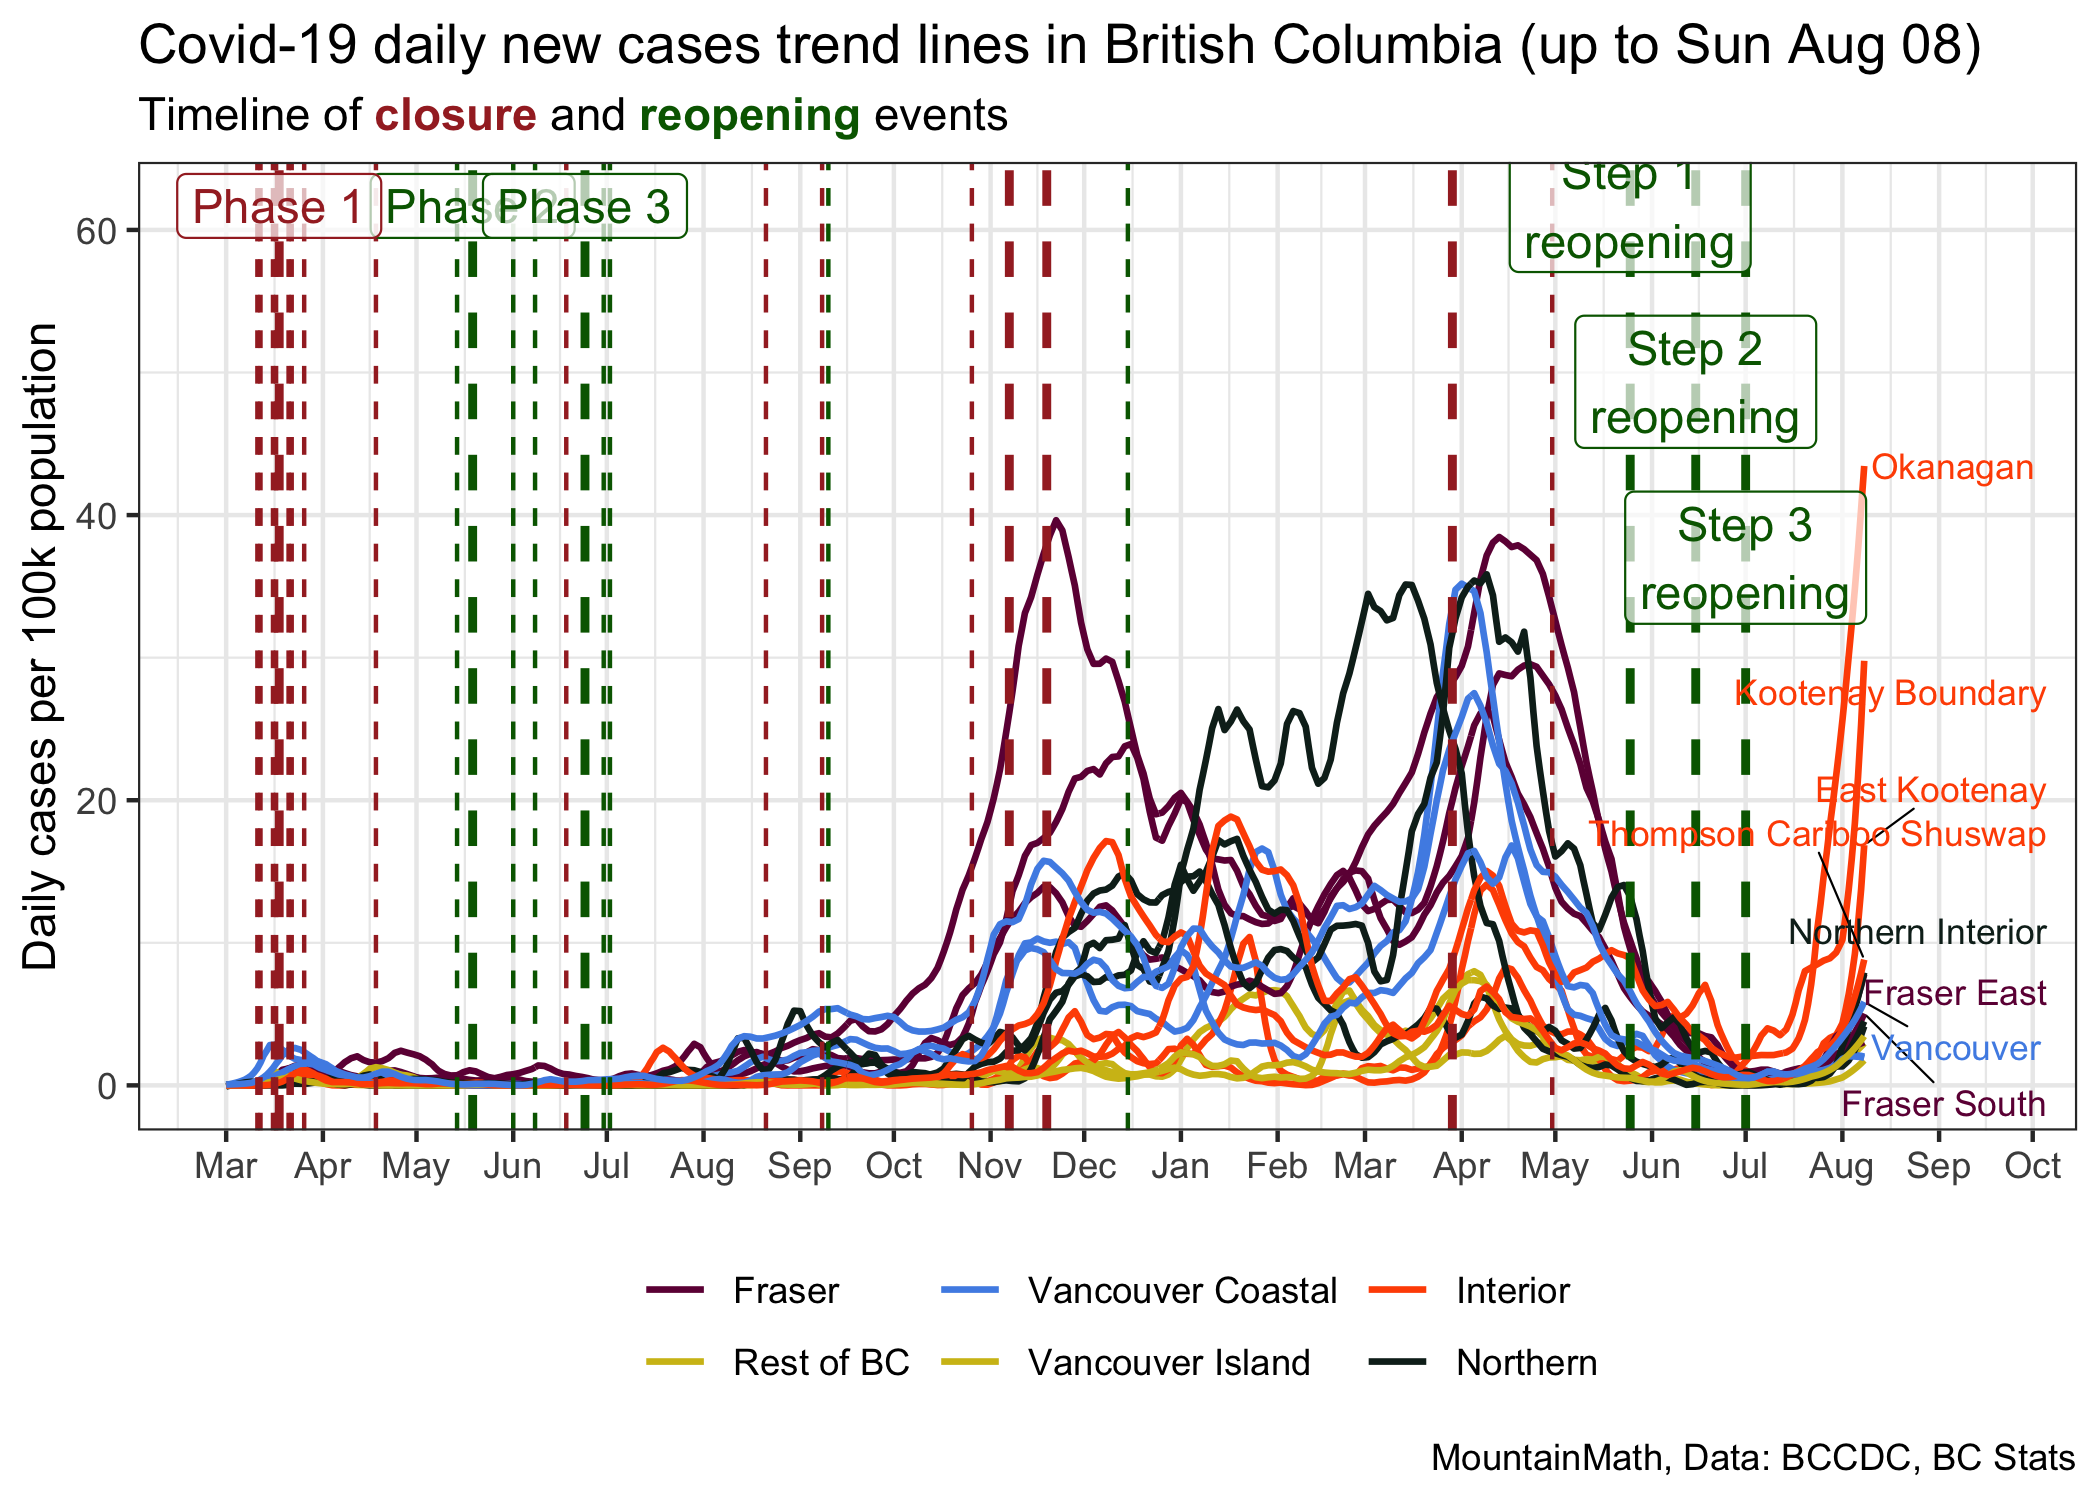 Covid-19 daily new cases trend lines in British Columbia (up to Sun Aug 08)
Timeline of closure and reopening events
Daily cases per 100k population
60
40
20
0
Phase 1
Phase 2
Phase 3
Step 1
reopening
Step 2
reopening
Step 3
reopening
Okanagan
Kootenay Boundary
East Kootenay
Thompson Cariboo Shuswap
Northern Interior
Fraser East
Vancouver
Fraser South
Mar Apr May Jun Jul Aug Sep Oct Nov Dec Jan Feb Mar Apr May Jun Jul Aug Sep Oct
Fraser Vancouver Coastal Interior
Rest of BC Vancouver Island Northern
MountainMath, Data: BCCDC, BC Stats